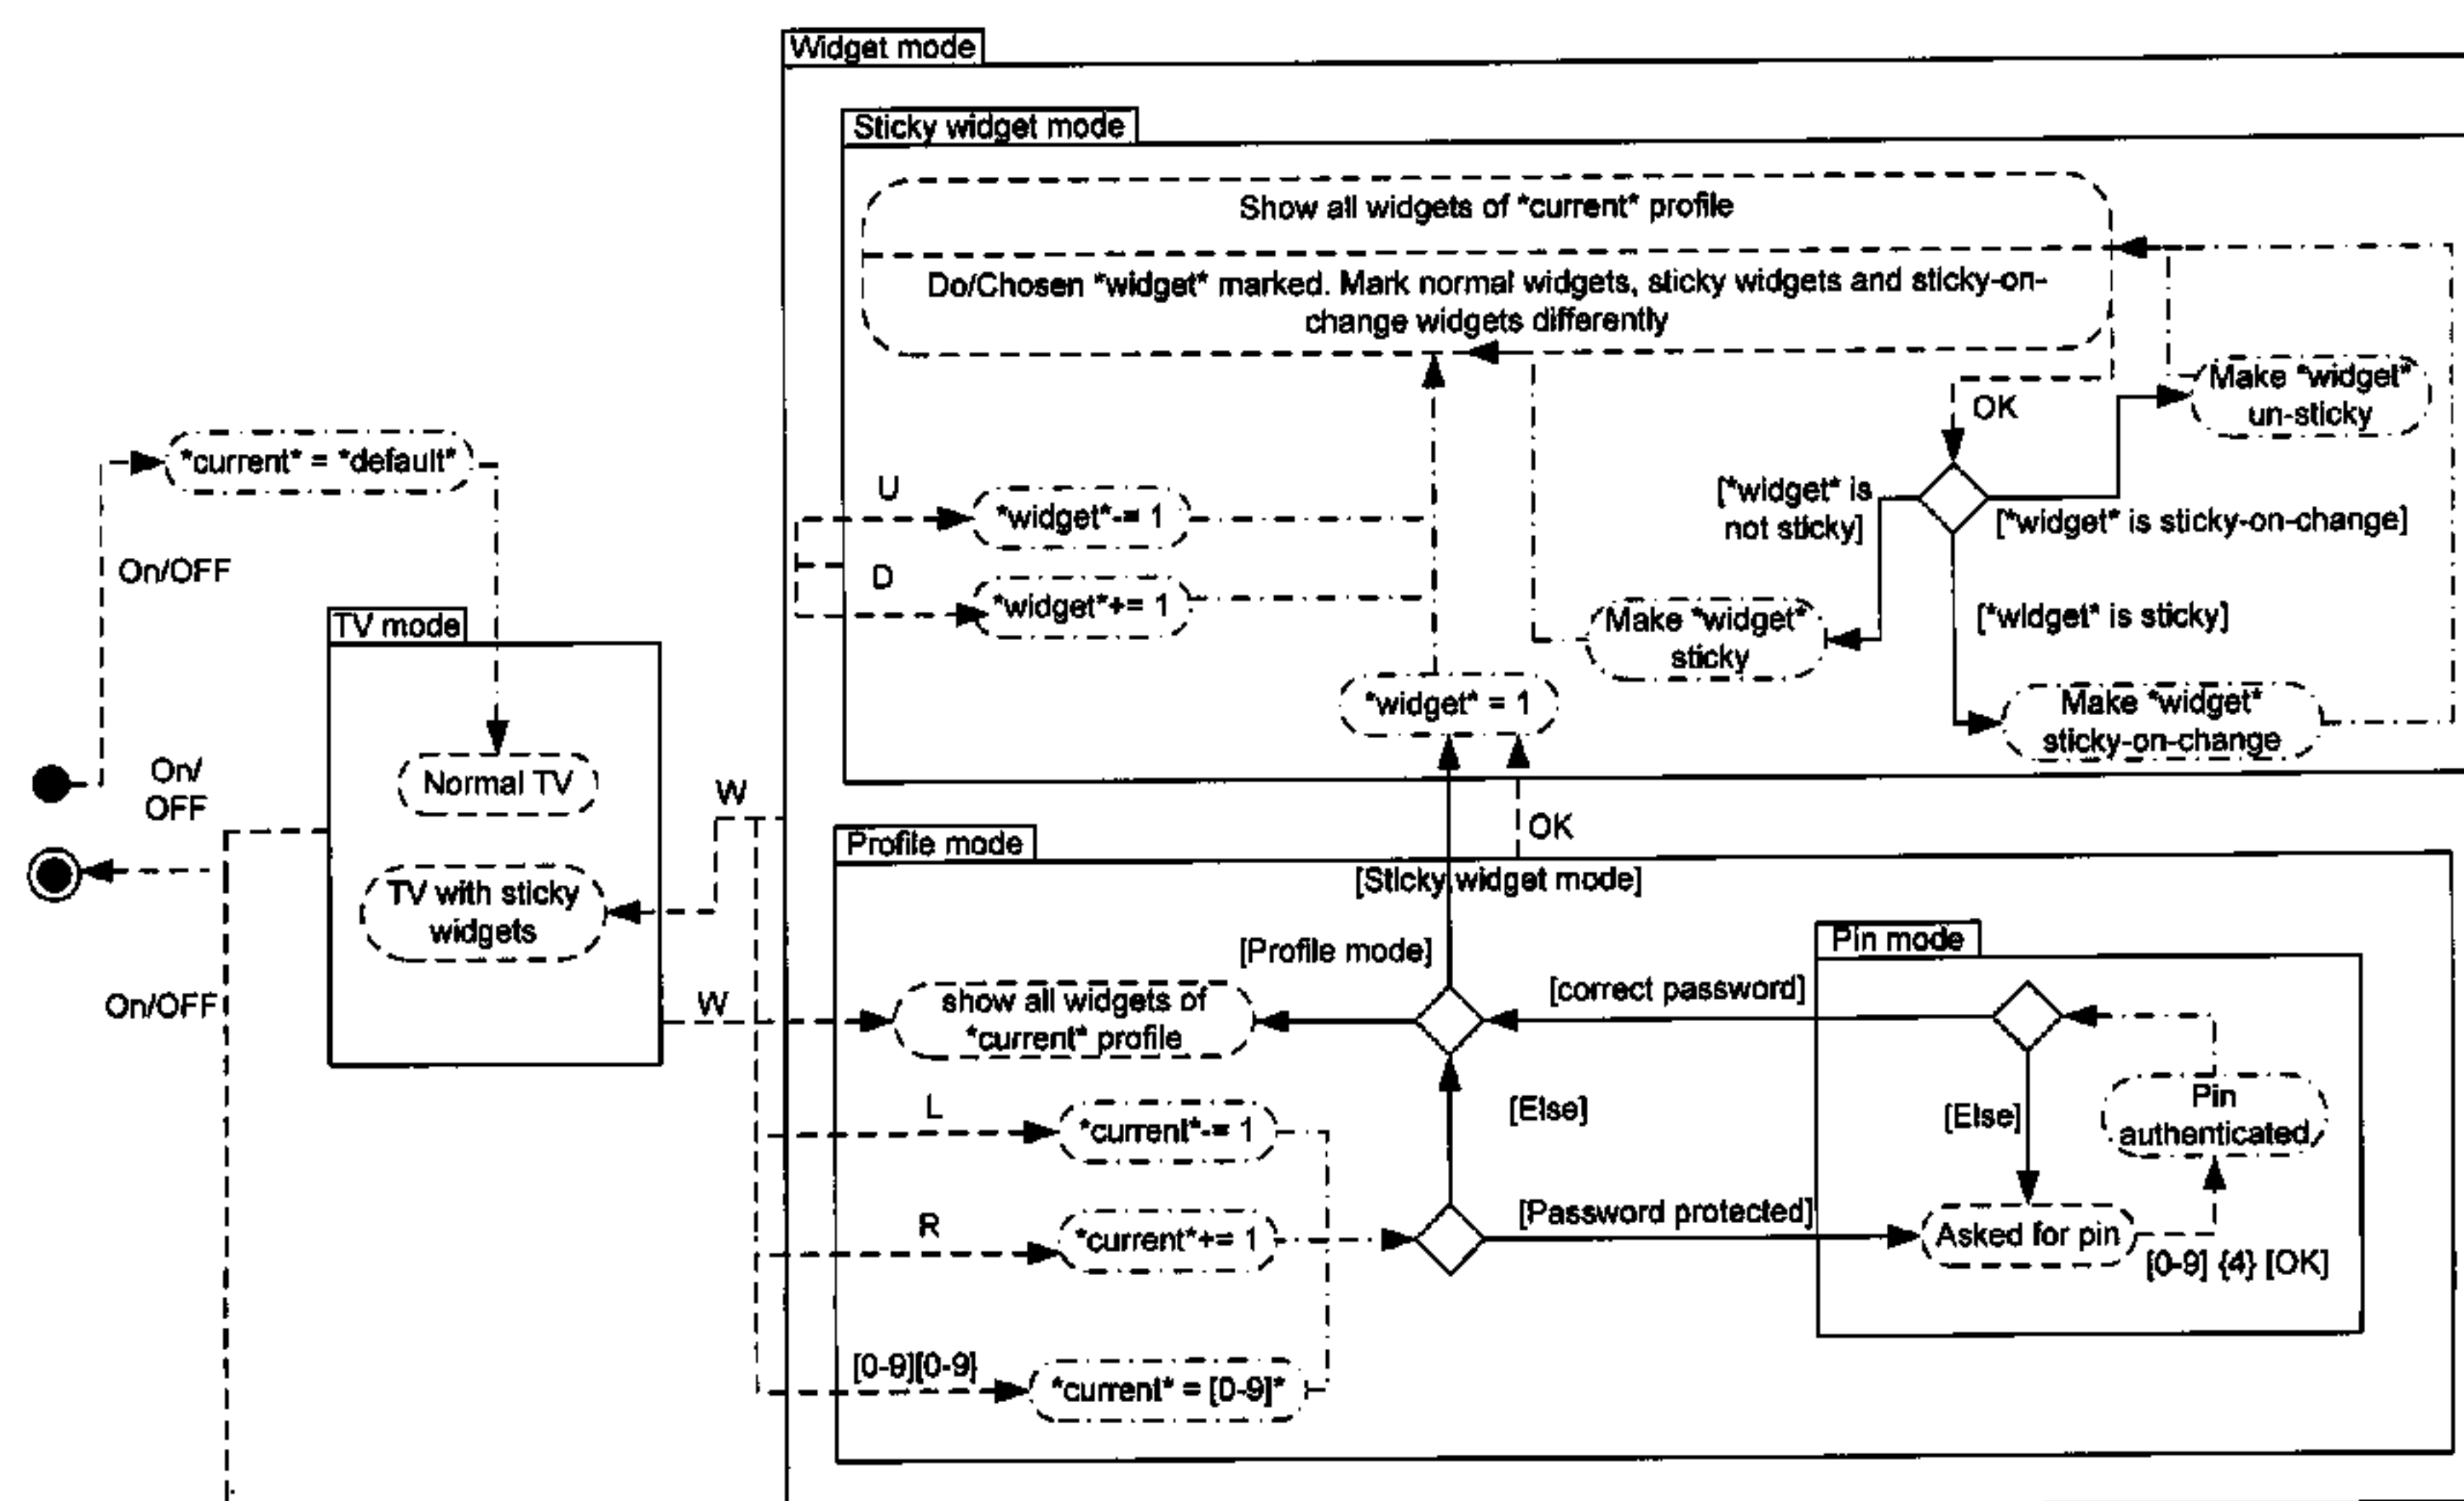 Widget mode
Sticky widget mode
Show all widgets of *current* profile
Do/Chosen *widget* marked. Mark normal widgets, sticky widgets and sticky-on-
change widgets differently
Make *widget*
un-sticky
OK
*current* = *default*
U
*widget*-= 1
[*widget* is
not sticky]
[*widget* is sticky-on-change]
On/OFF
D
*widget*+= 1
Make *widget*
sticky
[*widget* is sticky]
TV mode
*widget* = 1
Make *widget*
sticky-on-change
Normal TV
On/
OFF
W
OK
Profile mode
[Sticky widget mode]
TV with sticky
widgets
[Profile mode]
Pin mode
On/OFF
W
show all widgets of
*current* profile
[correct password]
L
*current*-= 1
[Else]
[Else]
Pin
authenticated
R
*current*+= 1
[Password protected]
Asked for pin
[0-9] {4} [OK]
[0-9][0-9]
*current* = [0-9]*